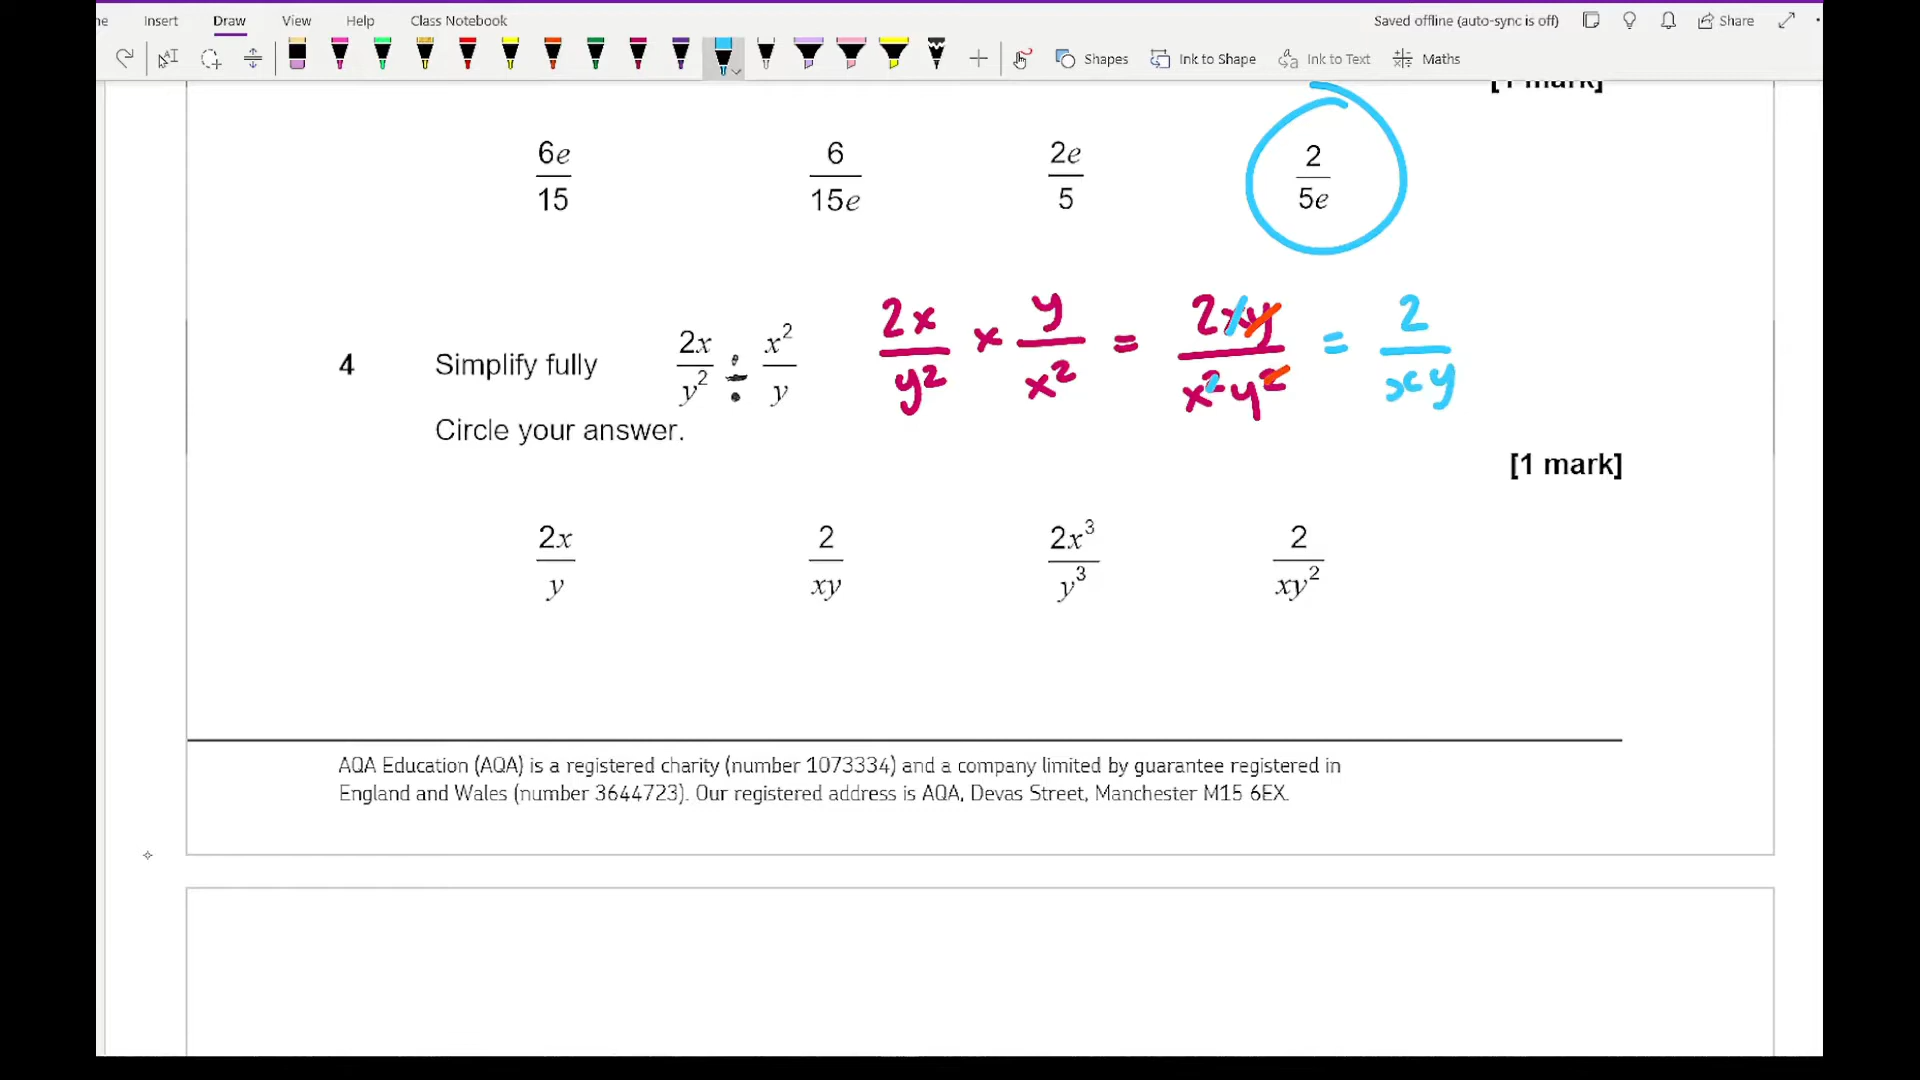 Insert Draw View Help Class Notebook Saved offline (auto-sync is off) Share
Shapes Ink to Shape Ink to Text Maths
[1 mark]
6e/15 6/15e 2e/5 2/5e
4 Simplify fully 2x/y² ÷ x²/y 2x/y² × y/x² = 2xy/x²y² = 2/xy
Circle your answer.
[1 mark]
2x/y 2/xy 2x³/y³ 2/xy²
AQA Education (AQA) is a registered charity (number 1073334) and a company limited by guarantee registered in
England and Wales (number 3644723). Our registered address is AQA, Devas Street, Manchester M15 6EX.